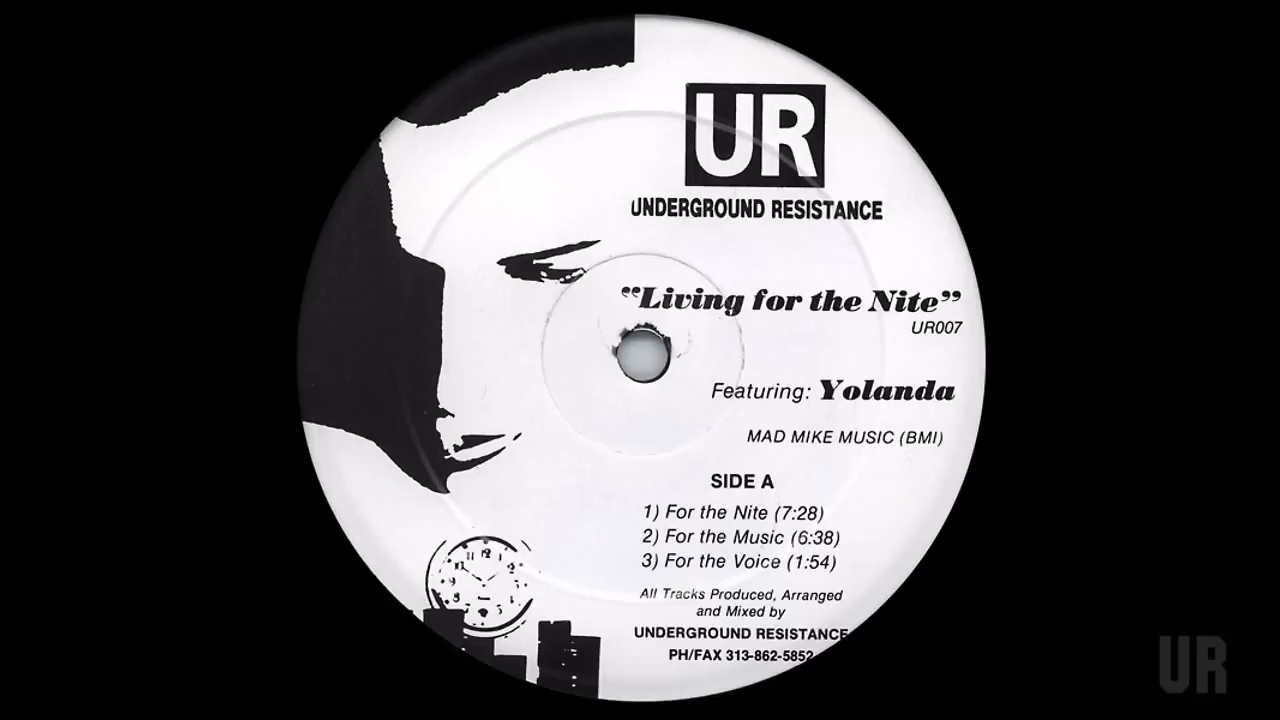 UR
UNDERGROUND RESISTANCE
“Living for the Nite”
UR007
Featuring: Yolanda
MAD MIKE MUSIC (BMI)
SIDE A
1) For the Nite (7:28)
2) For the Music (6:38)
3) For the Voice (1:54)
All Tracks Produced, Arranged
and Mixed by
UNDERGROUND RESISTANCE
PH/FAX 313-862-5852
UR